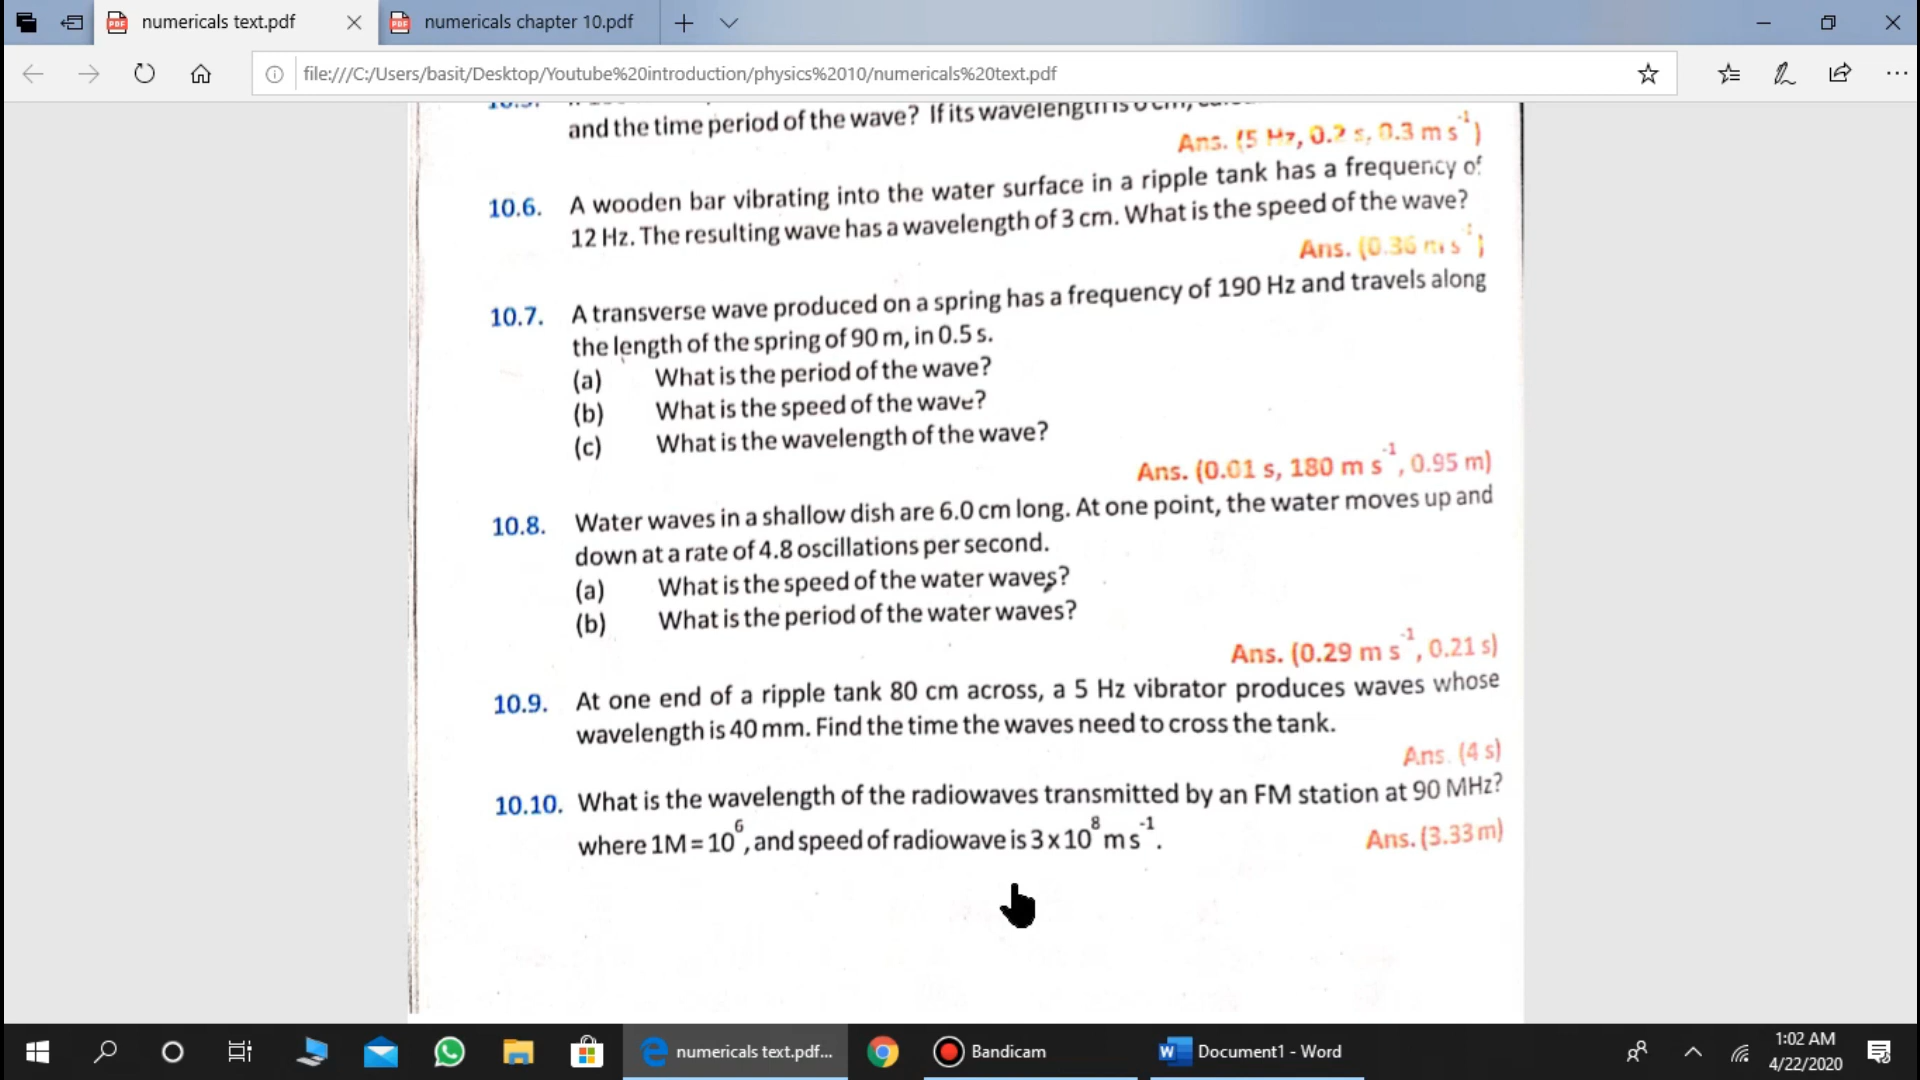 numericals text.pdf
numericals chapter 10.pdf
file:///C:/Users/basit/Desktop/Youtube%20introduction/physics%2010/numericals%20text.pdf
and the time period of the wave? If its wavelength is
Ans. (5 Hz, 0.2 s, 0.3 m s⁻¹)
10.6. A wooden bar vibrating into the water surface in a ripple tank has a frequency of
12 Hz. The resulting wave has a wavelength of 3 cm. What is the speed of the wave?
Ans. (0.36 m s⁻¹)
10.7. A transverse wave produced on a spring has a frequency of 190 Hz and travels along
the length of the spring of 90 m, in 0.5 s.
(a) What is the period of the wave?
(b) What is the speed of the wave?
(c) What is the wavelength of the wave?
Ans. (0.01 s, 180 m s⁻¹, 0.95 m)
10.8. Water waves in a shallow dish are 6.0 cm long. At one point, the water moves up and
down at a rate of 4.8 oscillations per second.
(a) What is the speed of the water waves?
(b) What is the period of the water waves?
Ans. (0.29 m s⁻¹, 0.21 s)
10.9. At one end of a ripple tank 80 cm across, a 5 Hz vibrator produces waves whose
wavelength is 40 mm. Find the time the waves need to cross the tank.
Ans. (4 s)
10.10. What is the wavelength of the radiowaves transmitted by an FM station at 90 MHz?
where 1M = 10⁶, and speed of radiowave is 3 x 10⁸ m s⁻¹.
Ans. (3.33 m)
numericals text.pdf...
Bandicam
Document1 - Word
1:02 AM
4/22/2020